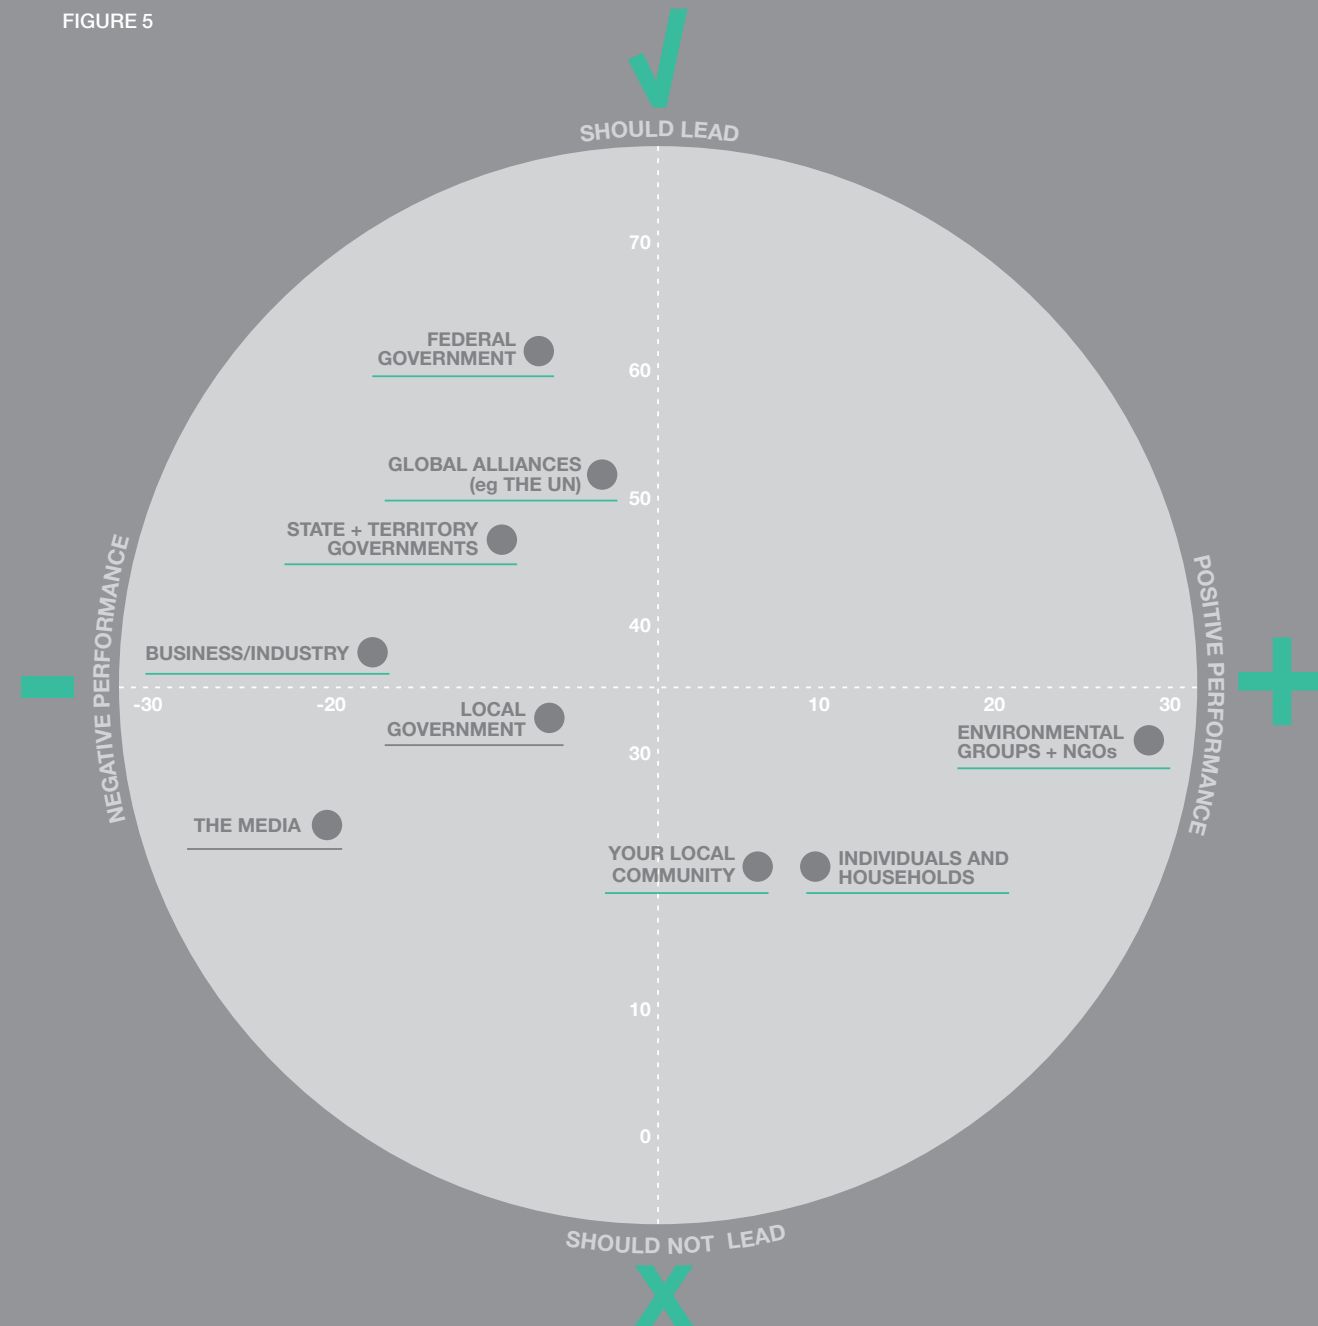 FIGURE 5
SHOULD LEAD
70
FEDERAL
GOVERNMENT
60
GLOBAL ALLIANCES
(eg THE UN)
50
STATE + TERRITORY
GOVERNMENTS
NEGATIVE PERFORMANCE
POSITIVE PERFORMANCE
40
BUSINESS/INDUSTRY
-30
-20
10
20
30
LOCAL
GOVERNMENT
ENVIRONMENTAL
GROUPS + NGOs
30
THE MEDIA
YOUR LOCAL
COMMUNITY
INDIVIDUALS AND
HOUSEHOLDS
10
0
SHOULD NOT LEAD
X